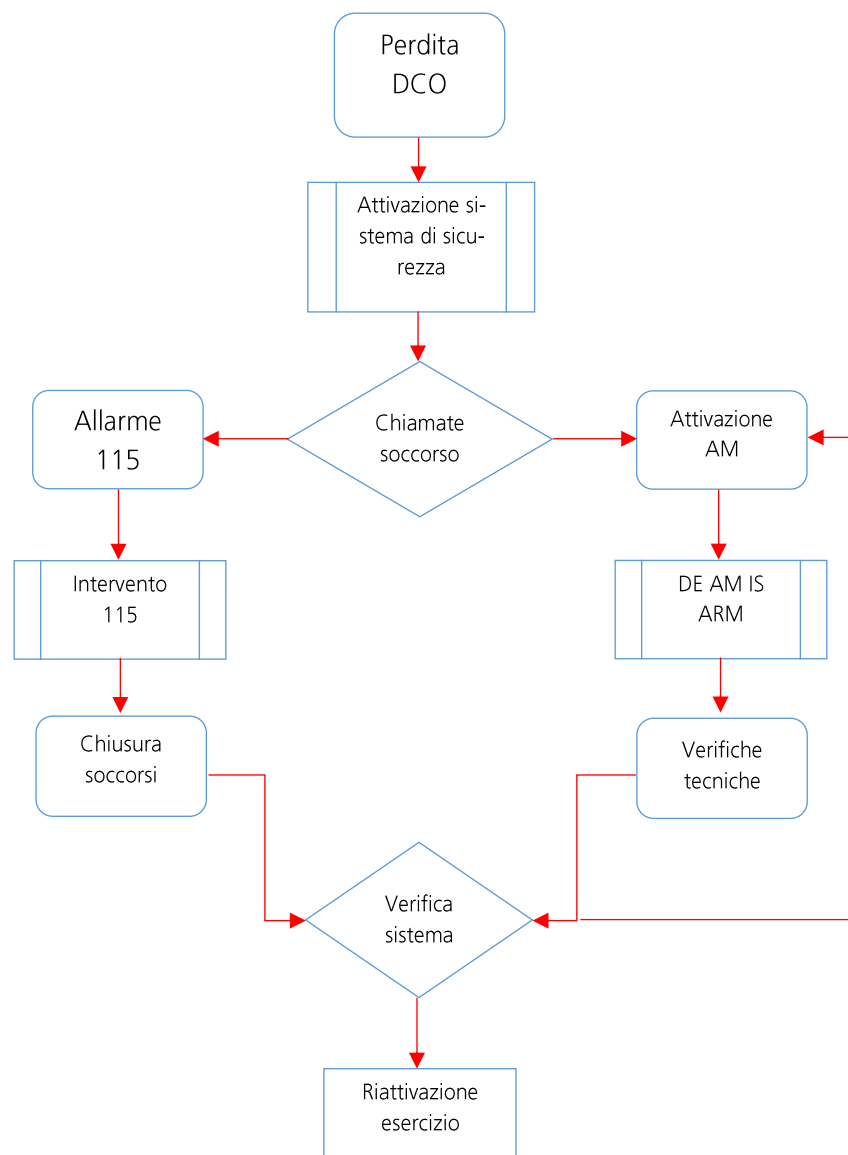 Perdita
DCO
Attivazione si-
stema di sicu-
rezza
Chiamate
soccorso
Allarme
115
Attivazione
AM
Intervento
115
DE AM IS
ARM
Chiusura
soccorsi
Verifiche
tecniche
Verifica
sistema
Riattivazione
esercizio